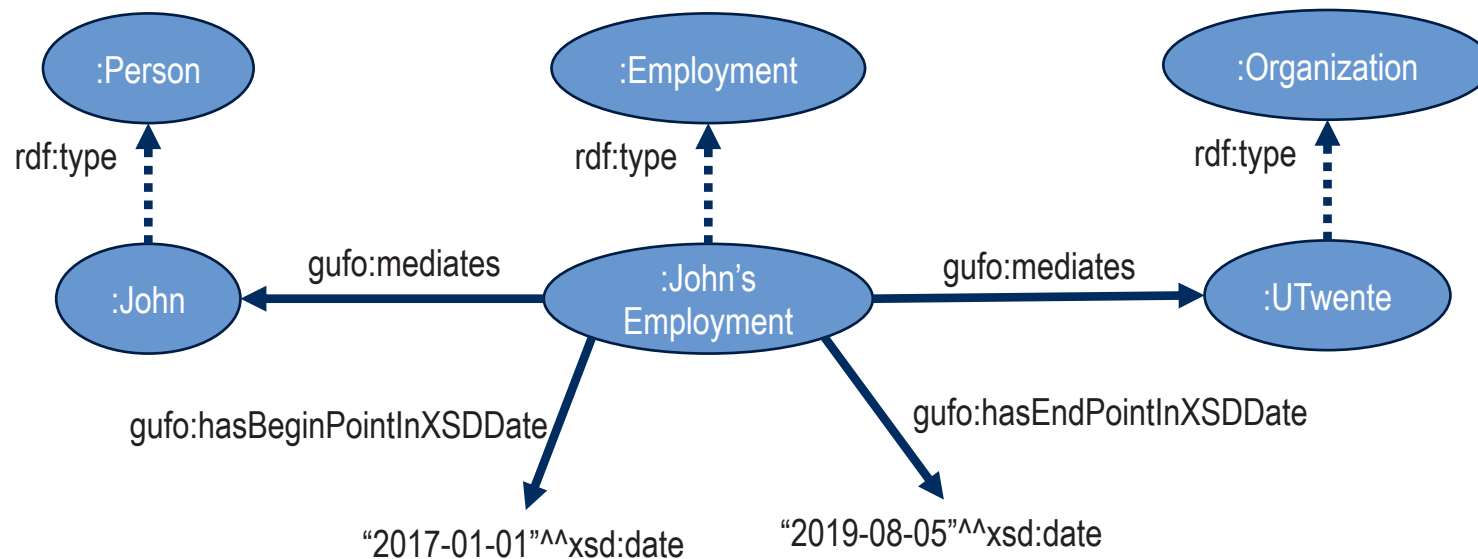 :Person
:Employment
:Organization
rdf:type
rdf:type
rdf:type
gufo:mediates
gufo:mediates
:John
:John’s
Employment
:UTwente
gufo:hasBeginPointInXSDDate
gufo:hasEndPointInXSDDate
“2017-01-01”^^xsd:date
“2019-08-05”^^xsd:date